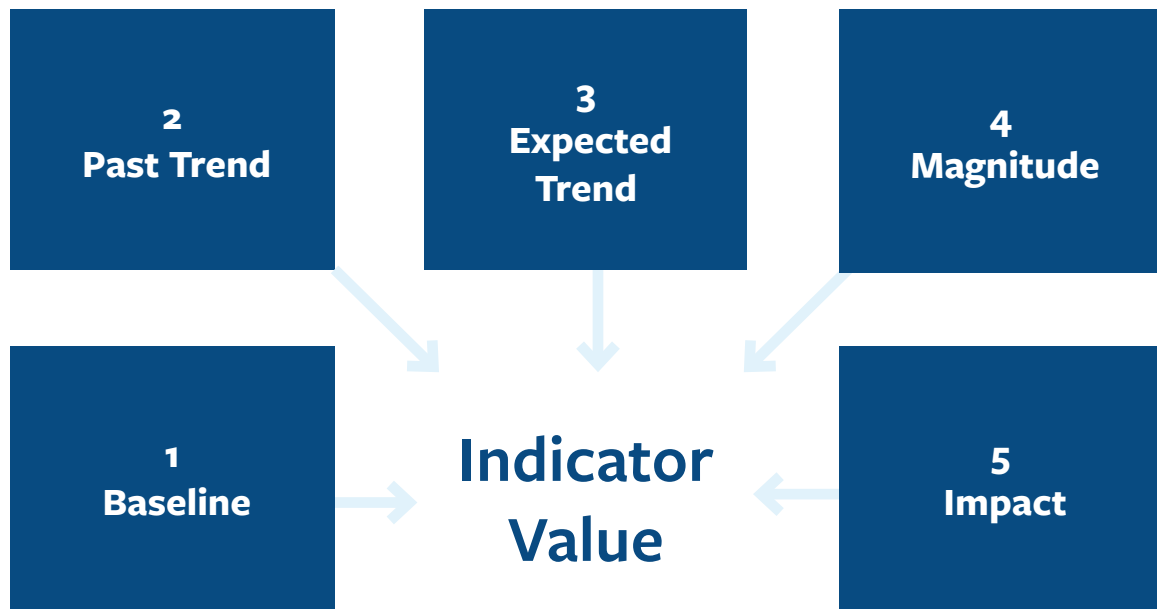 2
Past Trend
3
Expected
Trend
4
Magnitude
1
Baseline
Indicator
Value
5
Impact